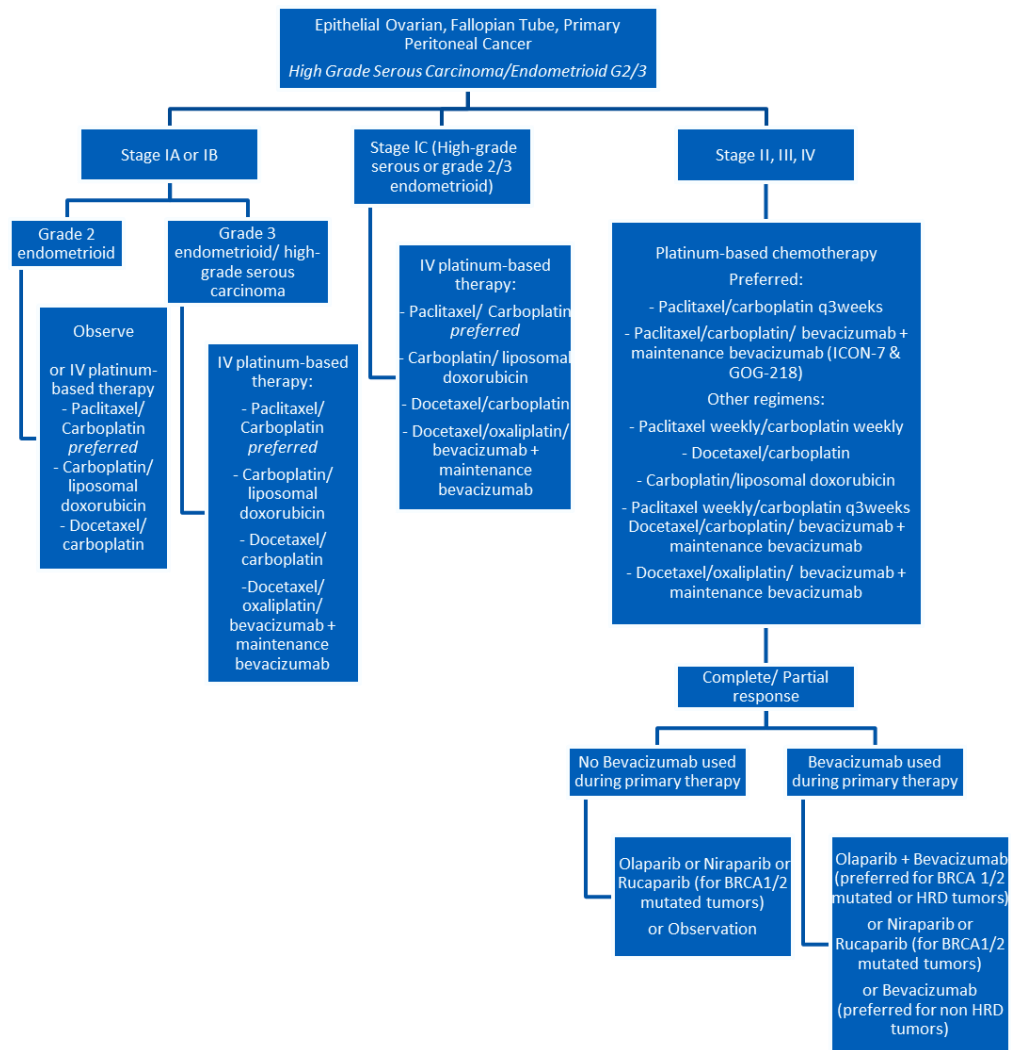 Epithelial Ovarian, Fallopian Tube, Primary
Peritoneal Cancer
High Grade Serous Carcinoma/Endometrioid G2/3
Stage IA or IB
Grade 2
endometrioid
Observe
or IV platinum-
based therapy
- Paclitaxel/
Carboplatin
preferred
- Carboplatin/
liposomal
doxorubicin
- Docetaxel/
carboplatin
Grade 3
endometrioid/ high-
grade serous
carcinoma
IV platinum-based
therapy:
- Paclitaxel/
Carboplatin
preferred
- Carboplatin/
liposomal
doxorubicin
- Docetaxel/
carboplatin
-Docetaxel/
oxaliplatin/
bevacizumab +
maintenance
bevacizumab
Stage IC (High-grade
serous or grade 2/3
endometrioid)
IV platinum-based
therapy:
- Paclitaxel/ Carboplatin
preferred
- Carboplatin/ liposomal
doxorubicin
- Docetaxel/carboplatin
- Docetaxel/oxaliplatin/
bevacizumab +
maintenance
bevacizumab
Stage II, III, IV
Platinum-based chemotherapy
Preferred:
- Paclitaxel/carboplatin q3weeks
- Paclitaxel/carboplatin/ bevacizumab +
maintenance bevacizumab (ICON-7 &
GOG-218)
Other regimens:
- Paclitaxel weekly/carboplatin weekly
- Docetaxel/carboplatin
- Carboplatin/liposomal doxorubicin
- Paclitaxel weekly/carboplatin q3weeks
Docetaxel/carboplatin/ bevacizumab +
maintenance bevacizumab
- Docetaxel/oxaliplatin/ bevacizumab +
maintenance bevacizumab
Complete/ Partial
response
No Bevacizumab used
during primary therapy
Olaparib or Niraparib or
Rucaparib (for BRCA1/2
mutated tumors)
or Observation
Bevacizumab used
during primary therapy
Olaparib + Bevacizumab
(preferred for BRCA 1/2
mutated or HRD tumors)
or Niraparib or
Rucaparib (for BRCA1/2
mutated tumors)
or Bevacizumab
(preferred for non HRD
tumors)